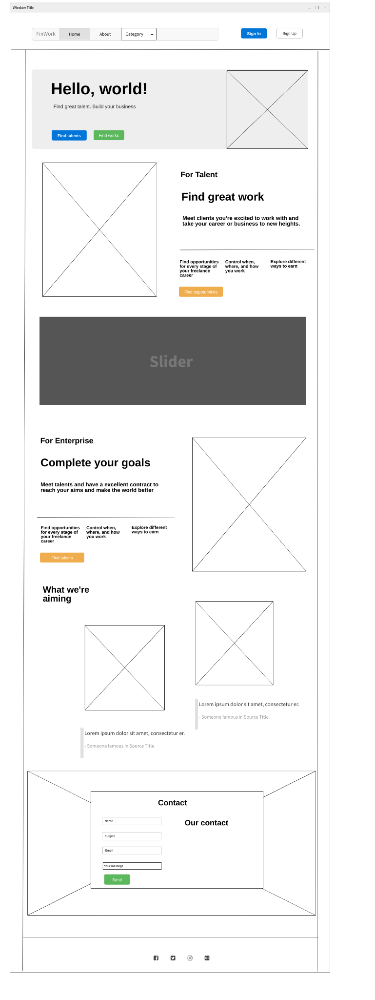 Window Title
FinWork Home About Category Sign In Sign Up
Hello, world!
Find great talent. Build your business
Find talents Find works
For Talent
Find great work
Meet clients you're excited to work with and
take your career or business to new heights.
Find opportunities
for every stage of
your freelance
career
Control when,
where, and how
you work
Explore different
ways to earn
Find oppotumities
Slider
For Enterprise
Complete your goals
Meet talents and have a excellent contract to
reach your aims and make the world better
Find opportunities
for every stage of
your freelance
career
Control when,
where, and how
you work
Explore different
ways to earn
Find talents
What we're
aiming
Lorem ipsum dolor sit amet, consectetur er.
- Someone famous in Source Title
Lorem ipsum dolor sit amet, consectetur er.
- Someone famous in Source Title
Contact
Name
Subject
Email
Your message
Send
Our contact